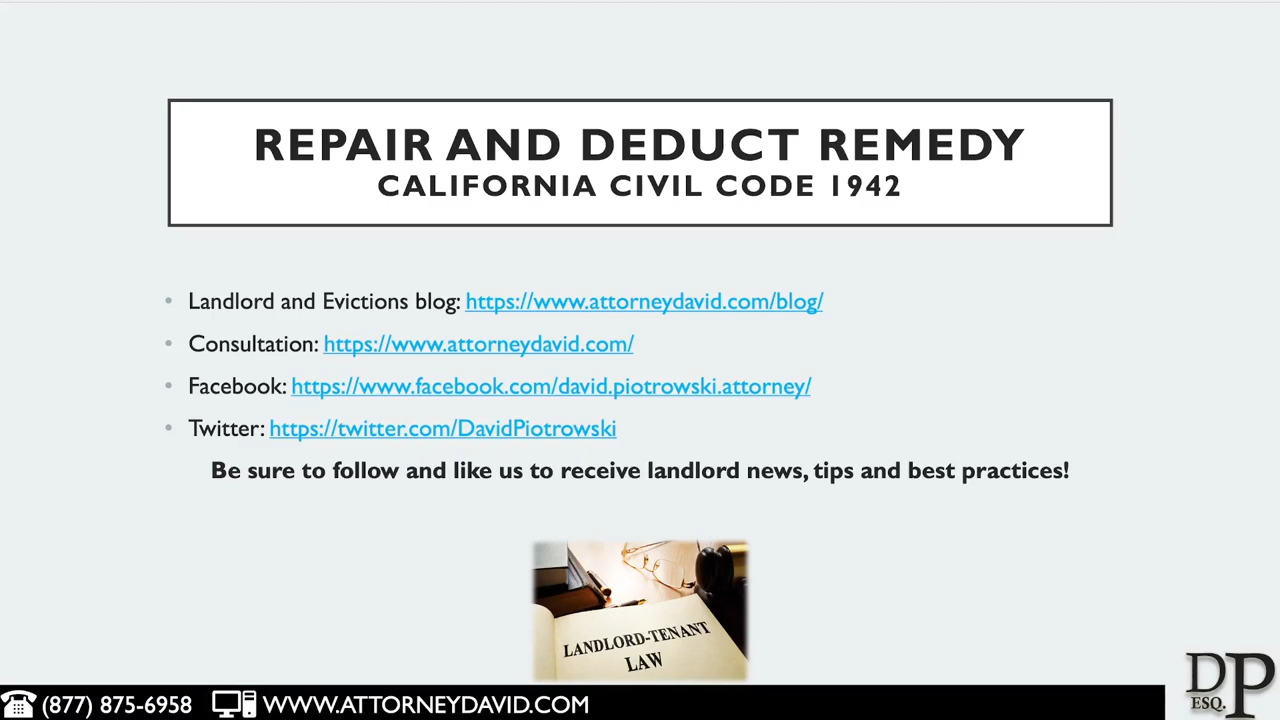 REPAIR AND DEDUCT REMEDY
CALIFORNIA CIVIL CODE 1942
• Landlord and Evictions blog: https://www.attorneydavid.com/blog/
• Consultation: https://www.attorneydavid.com/
• Facebook: https://www.facebook.com/david.piotrowski.attorney/
• Twitter: https://twitter.com/DavidPiotrowski
Be sure to follow and like us to receive landlord news, tips and best practices!
LANDLORD-TENANT
LAW
(877) 875-6958 WWW.ATTORNEYDAVID.COM
DP
ESQ.